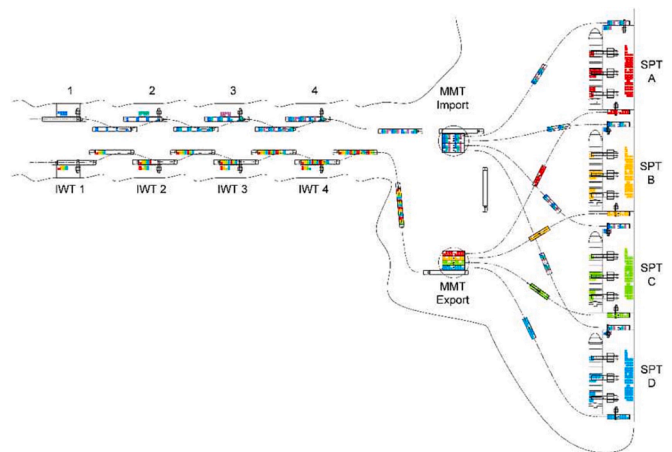 1
2
3
4
IWT 1
IWT 2
IWT 3
IWT 4
MMT
Import
MMT
Export
SPT
A
SPT
B
SPT
C
SPT
D